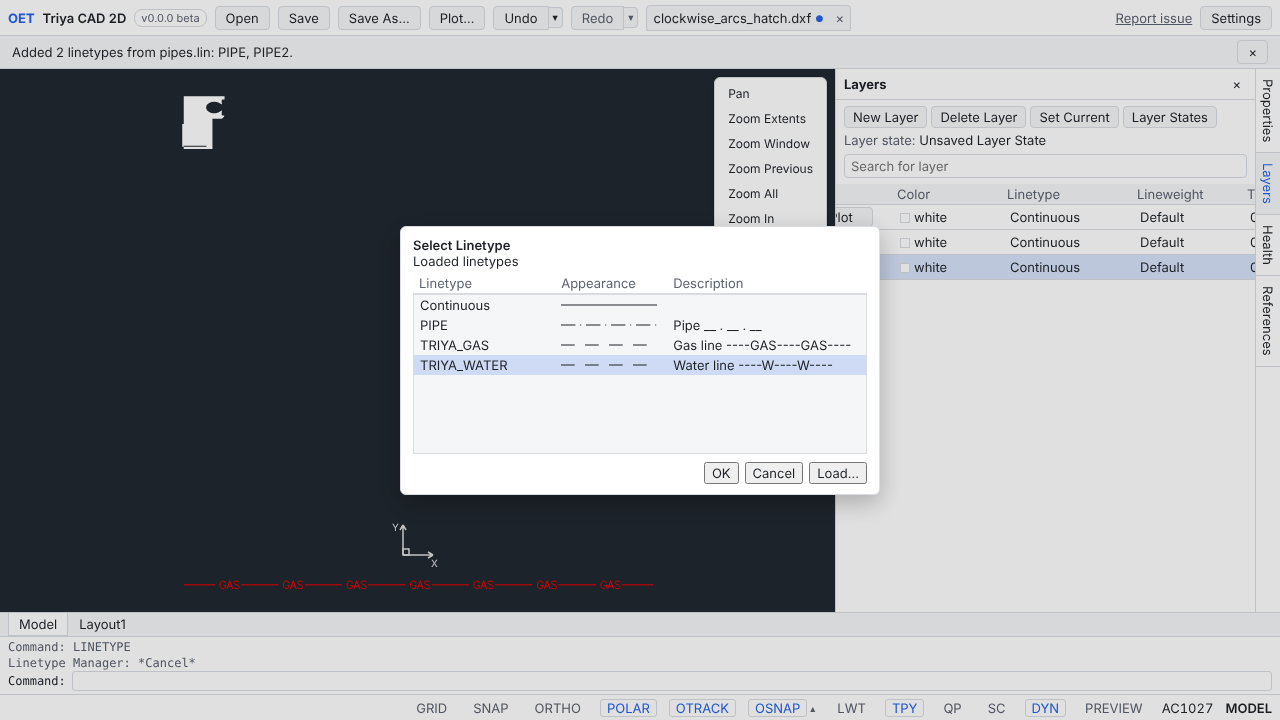 OET Triya CAD 2D v0.0.0 beta Open Save Save As... Plot... Undo ▾ Redo ▾ clockwise_arcs_hatch.dxf ● × Report issue Settings
Added 2 linetypes from pipes.lin: PIPE, PIPE2. ×
Pan
Zoom Extents
Zoom Window
Zoom Previous
Zoom All
Zoom In
Layers ×
New Layer Delete Layer Set Current Layer States
Layer state: Unsaved Layer State
Search for layer
Color Linetype Lineweight
white Continuous Default
white Continuous Default
white Continuous Default
Properties
Layers
Health
References
Select Linetype
Loaded linetypes
Linetype Appearance Description
Continuous
PIPE Pipe __ . __ . __
TRIYA_GAS Gas line ----GAS----GAS----
TRIYA_WATER Water line ----W----W----
OK Cancel Load...
Y
X
GAS GAS GAS GAS GAS GAS GAS
Model Layout1
Command: LINETYPE
Linetype Manager: *Cancel*
Command:
GRID SNAP ORTHO POLAR OTRACK OSNAP ▴ LWT TPY QP SC DYN PREVIEW AC1027 MODEL